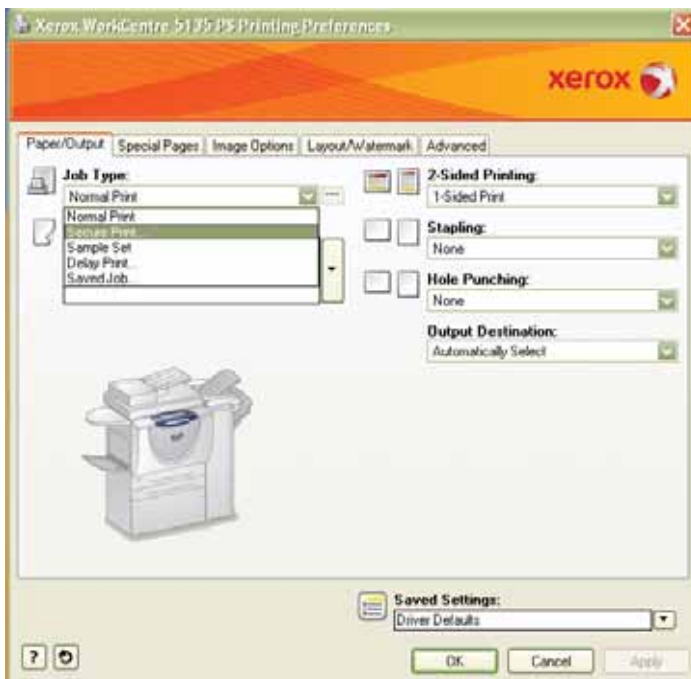 Xerox WorkCentre 5135 PS Printing Preferences
xerox
Paper/Output Special Pages Image Options Layout/Watermark Advanced
Job Type:
Normal Print
Normal Print
Secure Print...
Sample Set
Delay Print...
Saved Job...
2-Sided Printing:
1-Sided Print
Stapling:
None
Hole Punching:
None
Output Destination:
Automatically Select
Saved Settings:
Driver Defaults
?
OK Cancel Apply